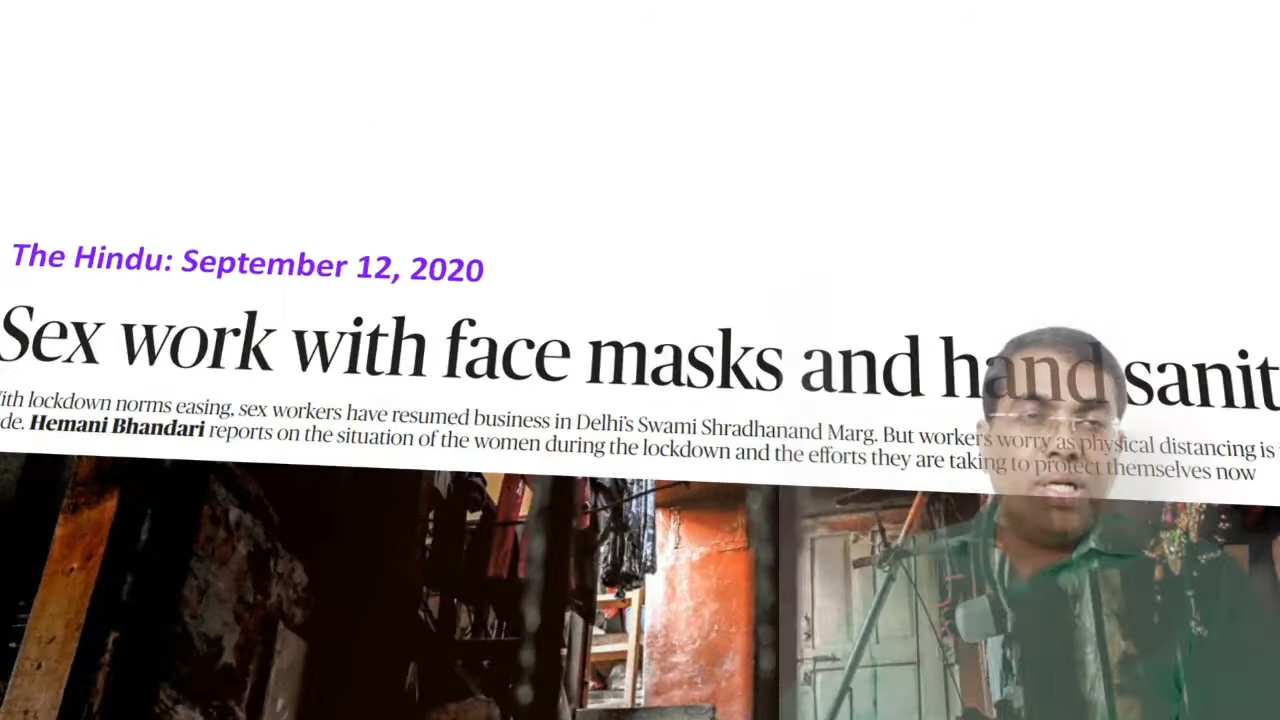 The Hindu: September 12, 2020
Sex work with face masks and hand sanit
ith lockdown norms easing, sex workers have resumed business in Delhi's Swami Shradhanand Marg. But workers worry as physical distancing is
de. Hemani Bhandari reports on the situation of the women during the lockdown and the efforts they are taking to protect themselves now